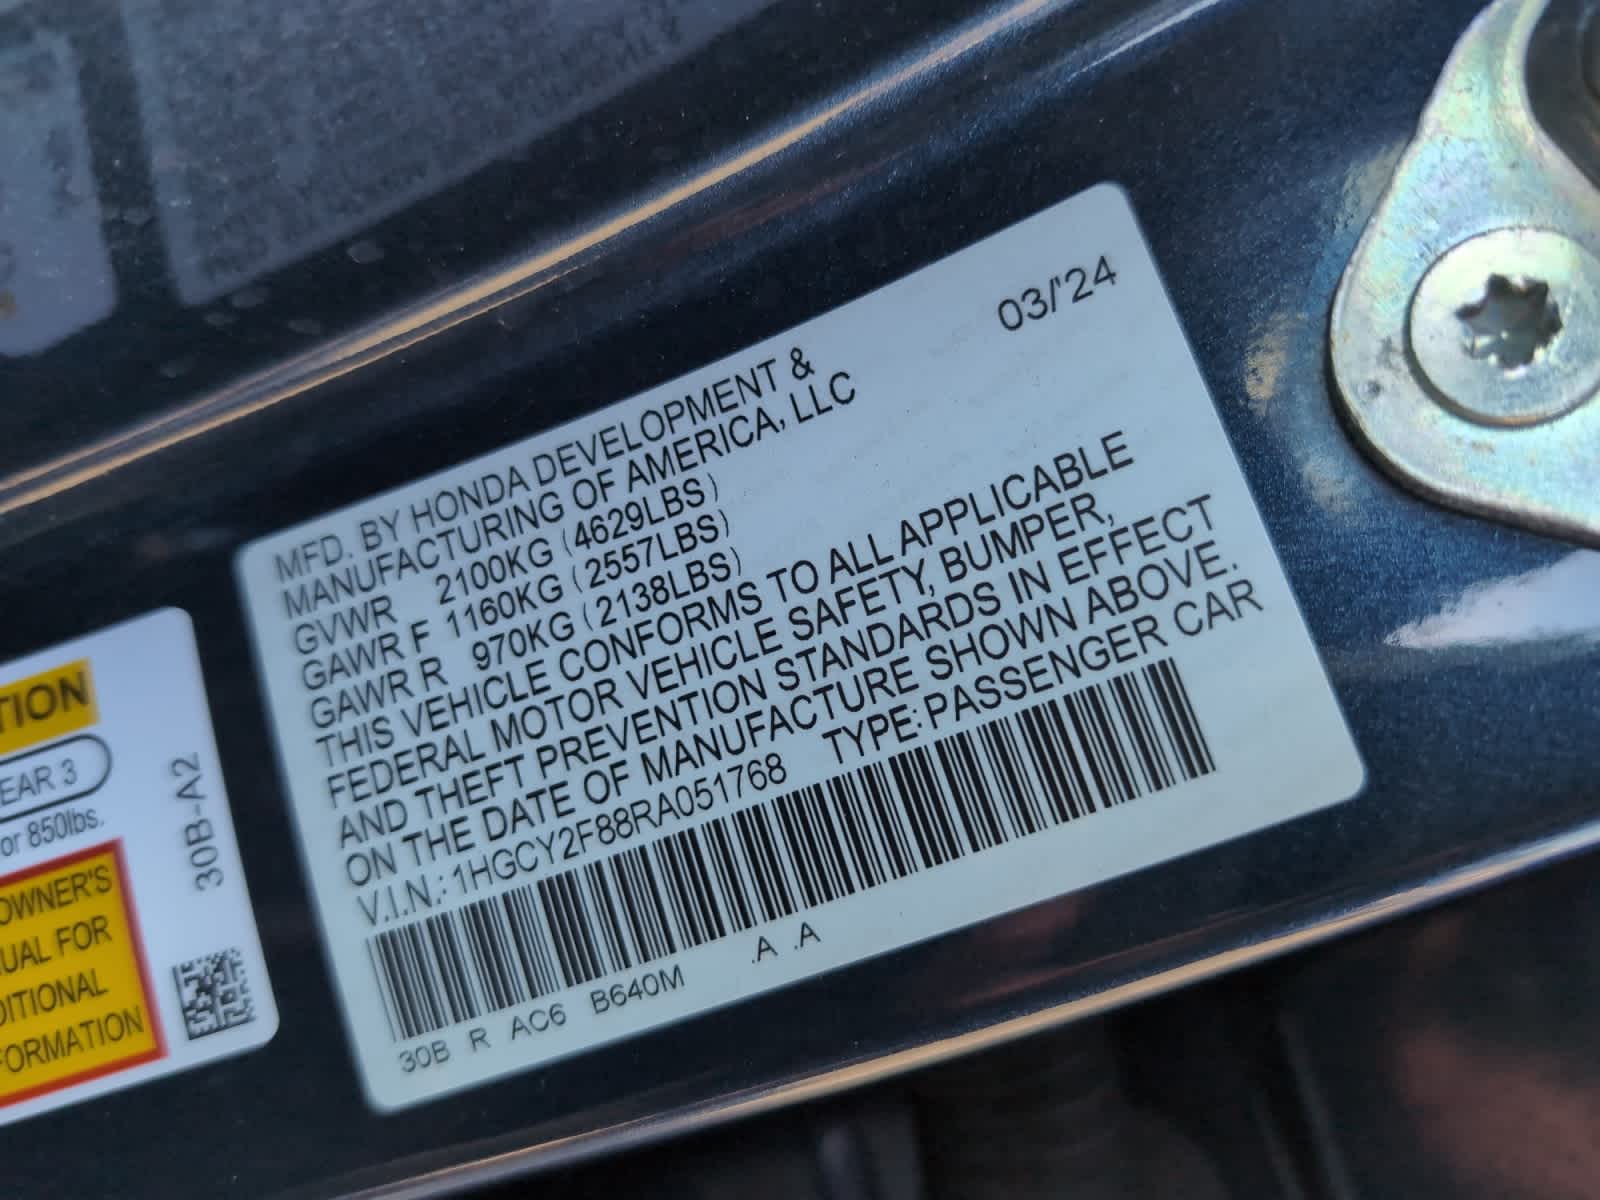 03/'24
MFD. BY HONDA DEVELOPMENT &
MANUFACTURING OF AMERICA, LLC
GVWR 2100KG (4629LBS)
GAWR F 1160KG (2557LBS)
GAWR R 970KG (2138LBS)
THIS VEHICLE CONFORMS TO ALL APPLICABLE
FEDERAL MOTOR VEHICLE SAFETY, BUMPER,
AND THEFT PREVENTION STANDARDS IN EFFECT
ON THE DATE OF MANUFACTURE SHOWN ABOVE.
V.I.N.: 1HGCY2F88RA051768 TYPE: PASSENGER CAR
30B R AC6 B640M .A .A
TION
EAR 3
or 850lbs.
OWNER'S
UAL FOR
DITIONAL
FORMATION
30B-A2